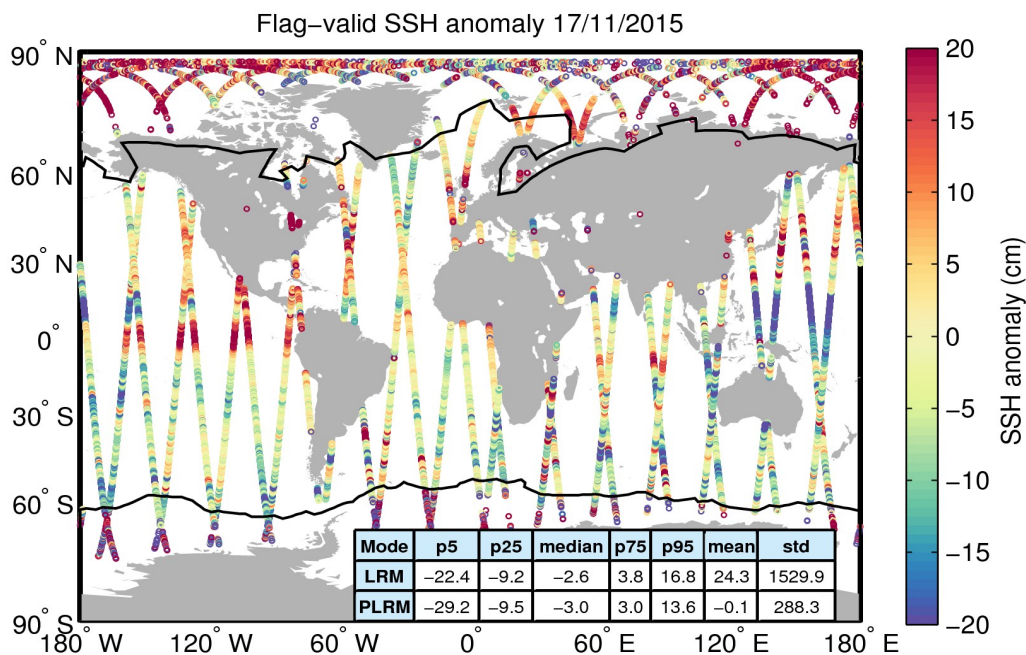 Flag−valid SSH anomaly 17/11/2015
90° N
60° N
30° N
0°
30° S
60° S
90° S
180° W
120° W
60° W
0°
60° E
120° E
180° E
20
15
10
5
0
−5
−10
−15
−20
SSH anomaly (cm)
Mode p5 p25 median p75 p95 mean std
LRM −22.4 −9.2 −2.6 3.8 16.8 24.3 1529.9
PLRM −29.2 −9.5 −3.0 3.0 13.6 −0.1 288.3